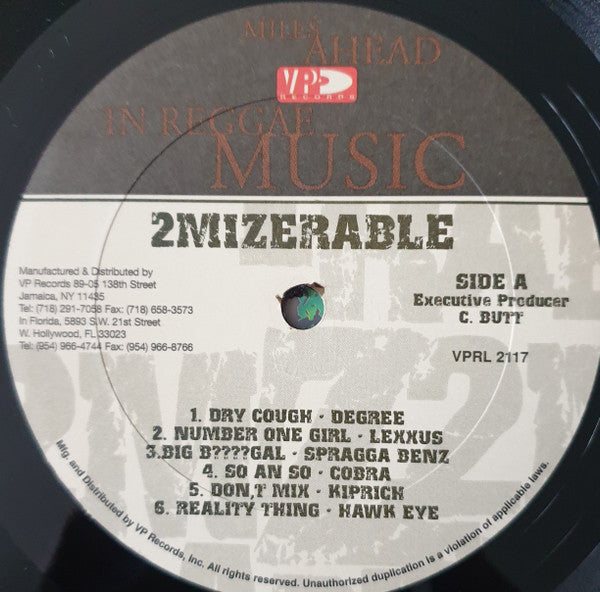 MILES
AHEAD
VP
RECORDS
IN REGGAE
MUSIC
2MIZERABLE
Manufactured & Distributed by
VP Records 89-05 138th Street
Jamaica, NY 11435
Tel: (718) 291-7058 Fax: (718) 658-3573
In Florida, 5893 S.W. 21st Street
W. Hollywood, FL 33023
Tel: (954) 966-4744 Fax: (954) 966-8766
SIDE A
Executive Producer
C. BUTT
VPRL 2117
1. DRY COUGH · DEGREE
2. NUMBER ONE GIRL · LEXXUS
3.BIG B????GAL · SPRAGGA BENZ
4. SO AN SO · COBRA
5. DON,T MIX · KIPRICH
6. REALITY THING · HAWK EYE
Mfg. and Distributed by VP Records, Inc. All rights reserved. Unauthorized duplication is a violation of applicable laws.